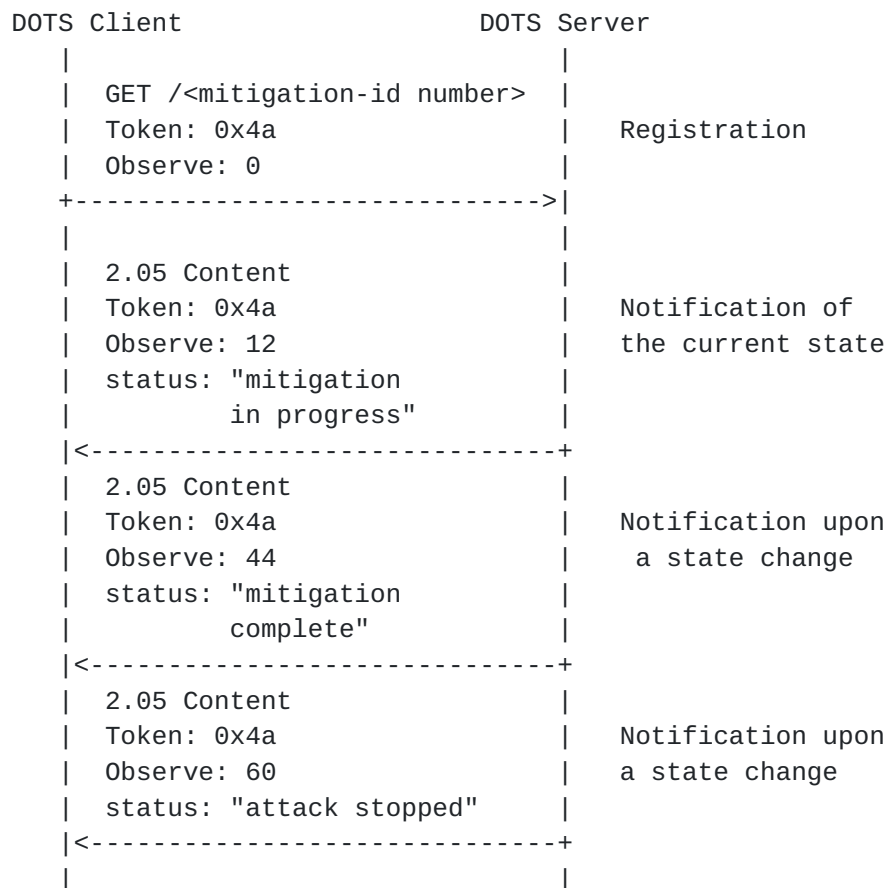 DOTS Client DOTS Server
| |
| GET /<mitigation-id number> |
| Token: 0x4a | Registration
| Observe: 0 |
+------------------------------>|
| |
| 2.05 Content |
| Token: 0x4a | Notification of
| Observe: 12 | the current state
| status: "mitigation |
| in progress" |
|<------------------------------+
| 2.05 Content |
| Token: 0x4a | Notification upon
| Observe: 44 | a state change
| status: "mitigation |
| complete" |
|<------------------------------+
| 2.05 Content |
| Token: 0x4a | Notification upon
| Observe: 60 | a state change
| status: "attack stopped" |
|<------------------------------+
| |